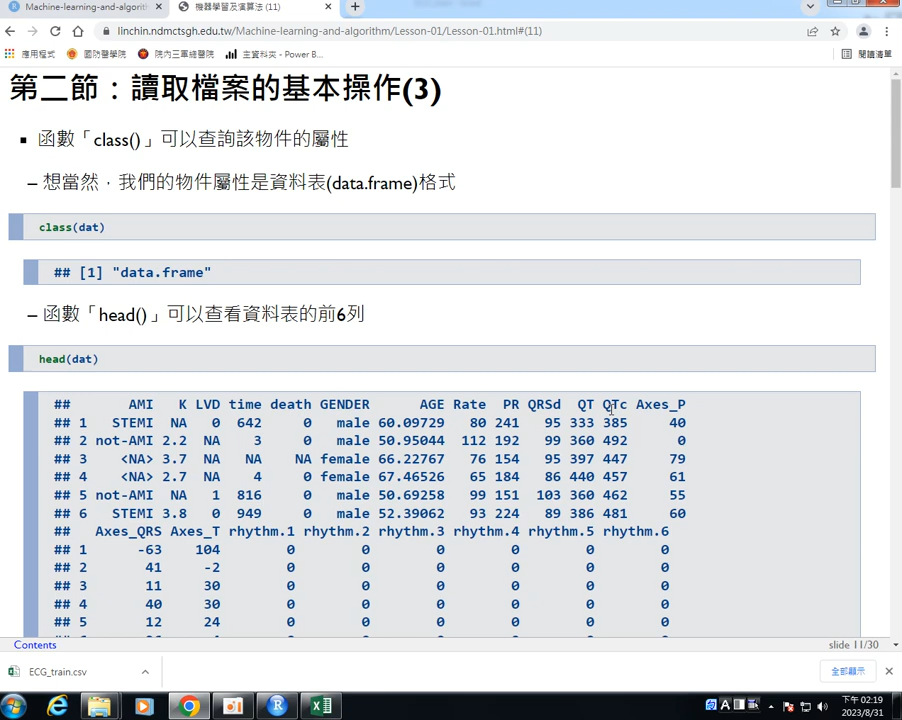 Machine-learning-and-algorith
機器學習及演算法 (11)
linchin.ndmctsgh.edu.tw/Machine-learning-and-algorithm/Lesson-01/Lesson-01.html#(11)
應用程式
國防醫學院
院內三軍總醫院
主資料夾 - Power B...
閱讀清單
第二節：讀取檔案的基本操作(3)
函數「class()」可以查詢該物件的屬性
– 想當然，我們的物件屬性是資料表(data.frame)格式
class(dat)
## [1] "data.frame"
– 函數「head()」可以查看資料表的前6列
head(dat)
## AMI K LVD time death GENDER AGE Rate PR QRSd QT QTc Axes_P
## 1 STEMI NA 0 642 0 male 60.09729 80 241 95 333 385 40
## 2 not-AMI 2.2 NA 3 0 male 50.95044 112 192 99 360 492 0
## 3 <NA> 3.7 NA NA NA female 66.22767 76 154 95 397 447 79
## 4 <NA> 2.7 NA 4 0 female 67.46526 65 184 86 440 457 61
## 5 not-AMI NA 1 816 0 male 50.69258 99 151 103 360 462 55
## 6 STEMI 3.8 0 949 0 male 52.39062 93 224 89 386 481 60
## Axes_QRS Axes_T rhythm.1 rhythm.2 rhythm.3 rhythm.4 rhythm.5 rhythm.6
## 1 -63 104 0 0 0 0 0 0
## 2 41 -2 0 0 0 0 0 0
## 3 11 30 0 0 0 0 0 0
## 4 40 30 0 0 0 0 0 0
## 5 12 24 0 0 0 0 0 0
Contents
slide 11/30
ECG_train.csv
全部顯示
下午 02:19
2023/8/31